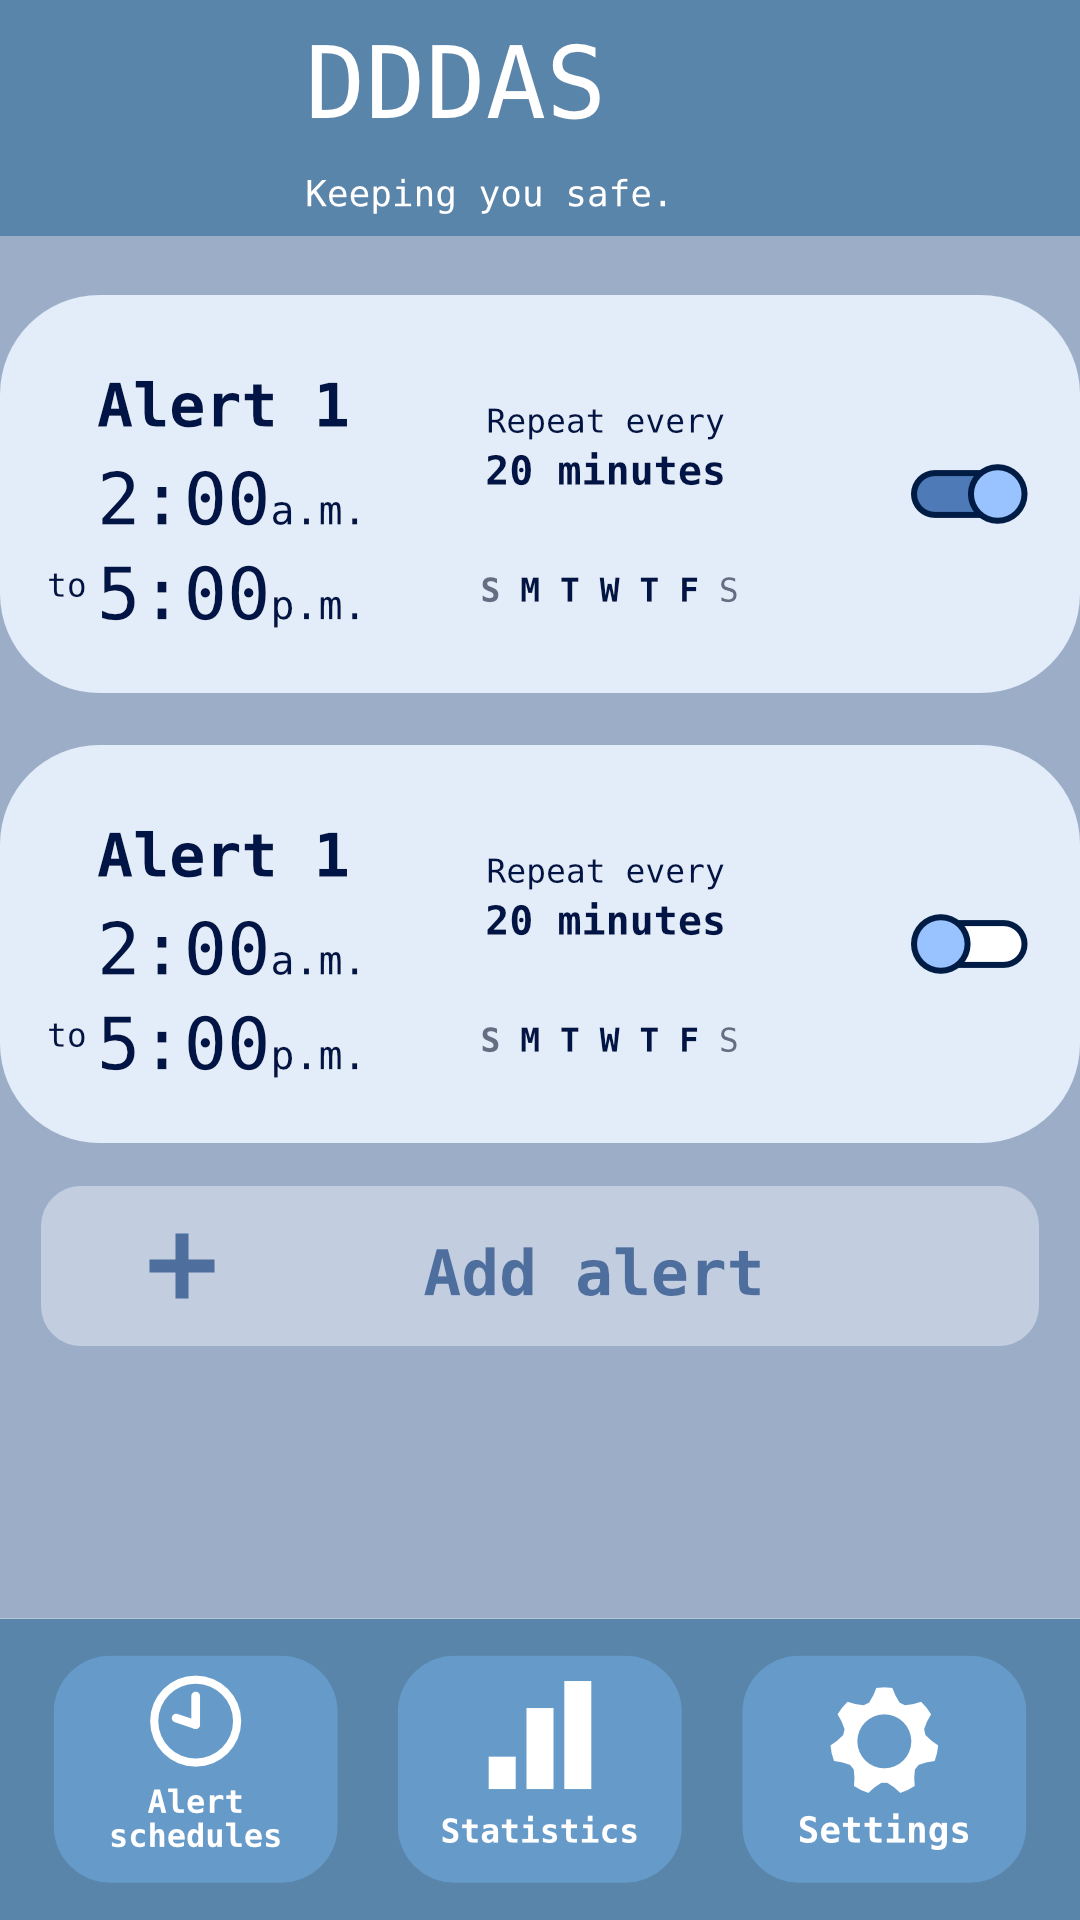 DDDAS
Keeping you safe.
Alert 1
2:00a.m.
to 5:00p.m.
Repeat every
20 minutes
S M T W T F S
Alert 1
2:00a.m.
to 5:00p.m.
Repeat every
20 minutes
S M T W T F S
+ Add alert
Alert
schedules
Statistics
Settings